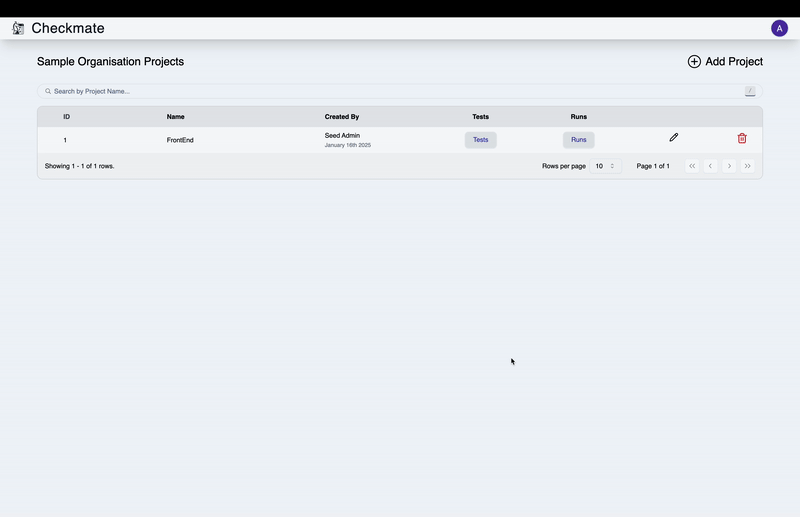 Checkmate
A
Sample Organisation Projects
Add Project
Search by Project Name...
/
ID Name Created By Tests Runs
1 FrontEnd Seed Admin Tests Runs
January 16th 2025
Showing 1 - 1 of 1 rows.
Rows per page 10 Page 1 of 1